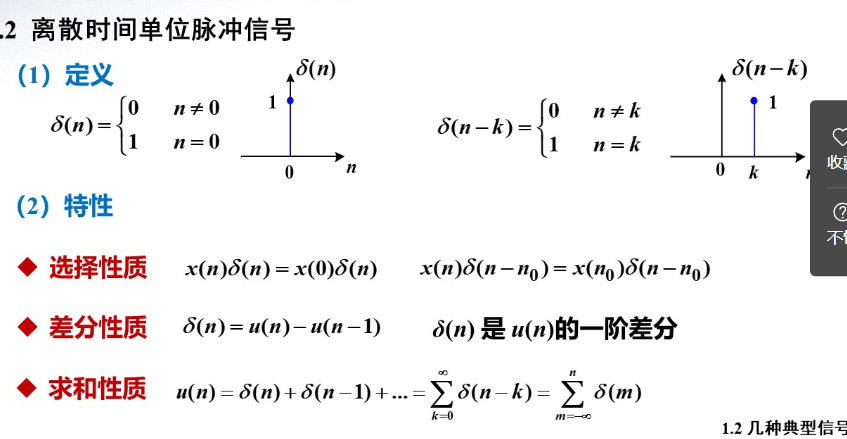 .2 离散时间单位脉冲信号
（1）定义
δ(n) = {0 n ≠ 0
1 n = 0
δ(n)
1
0
n
δ(n−k) = {0 n ≠ k
1 n = k
δ(n−k)
1
0 k
收
不
（2）特性
◆ 选择性质 x(n)δ(n) = x(0)δ(n) x(n)δ(n−n₀) = x(n₀)δ(n−n₀)
◆ 差分性质 δ(n) = u(n)−u(n−1) δ(n) 是 u(n)的一阶差分
◆ 求和性质 u(n) = δ(n)+δ(n−1)+... = ∑_{k=0}^{∞} δ(n−k) = ∑_{m=−∞}^{n} δ(m)
1.2 几种典型信号